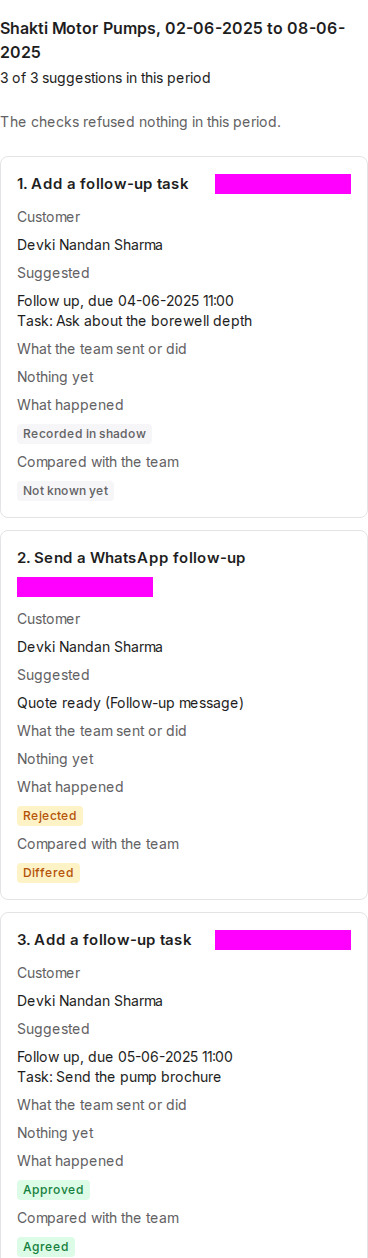 Shakti Motor Pumps, 02-06-2025 to 08-06-
2025
3 of 3 suggestions in this period
The checks refused nothing in this period.
1. Add a follow-up task
Customer
Devki Nandan Sharma
Suggested
Follow up, due 04-06-2025 11:00
Task: Ask about the borewell depth
What the team sent or did
Nothing yet
What happened
Recorded in shadow
Compared with the team
Not known yet
2. Send a WhatsApp follow-up
Customer
Devki Nandan Sharma
Suggested
Quote ready (Follow-up message)
What the team sent or did
Nothing yet
What happened
Rejected
Compared with the team
Differed
3. Add a follow-up task
Customer
Devki Nandan Sharma
Suggested
Follow up, due 05-06-2025 11:00
Task: Send the pump brochure
What the team sent or did
Nothing yet
What happened
Approved
Compared with the team
Agreed